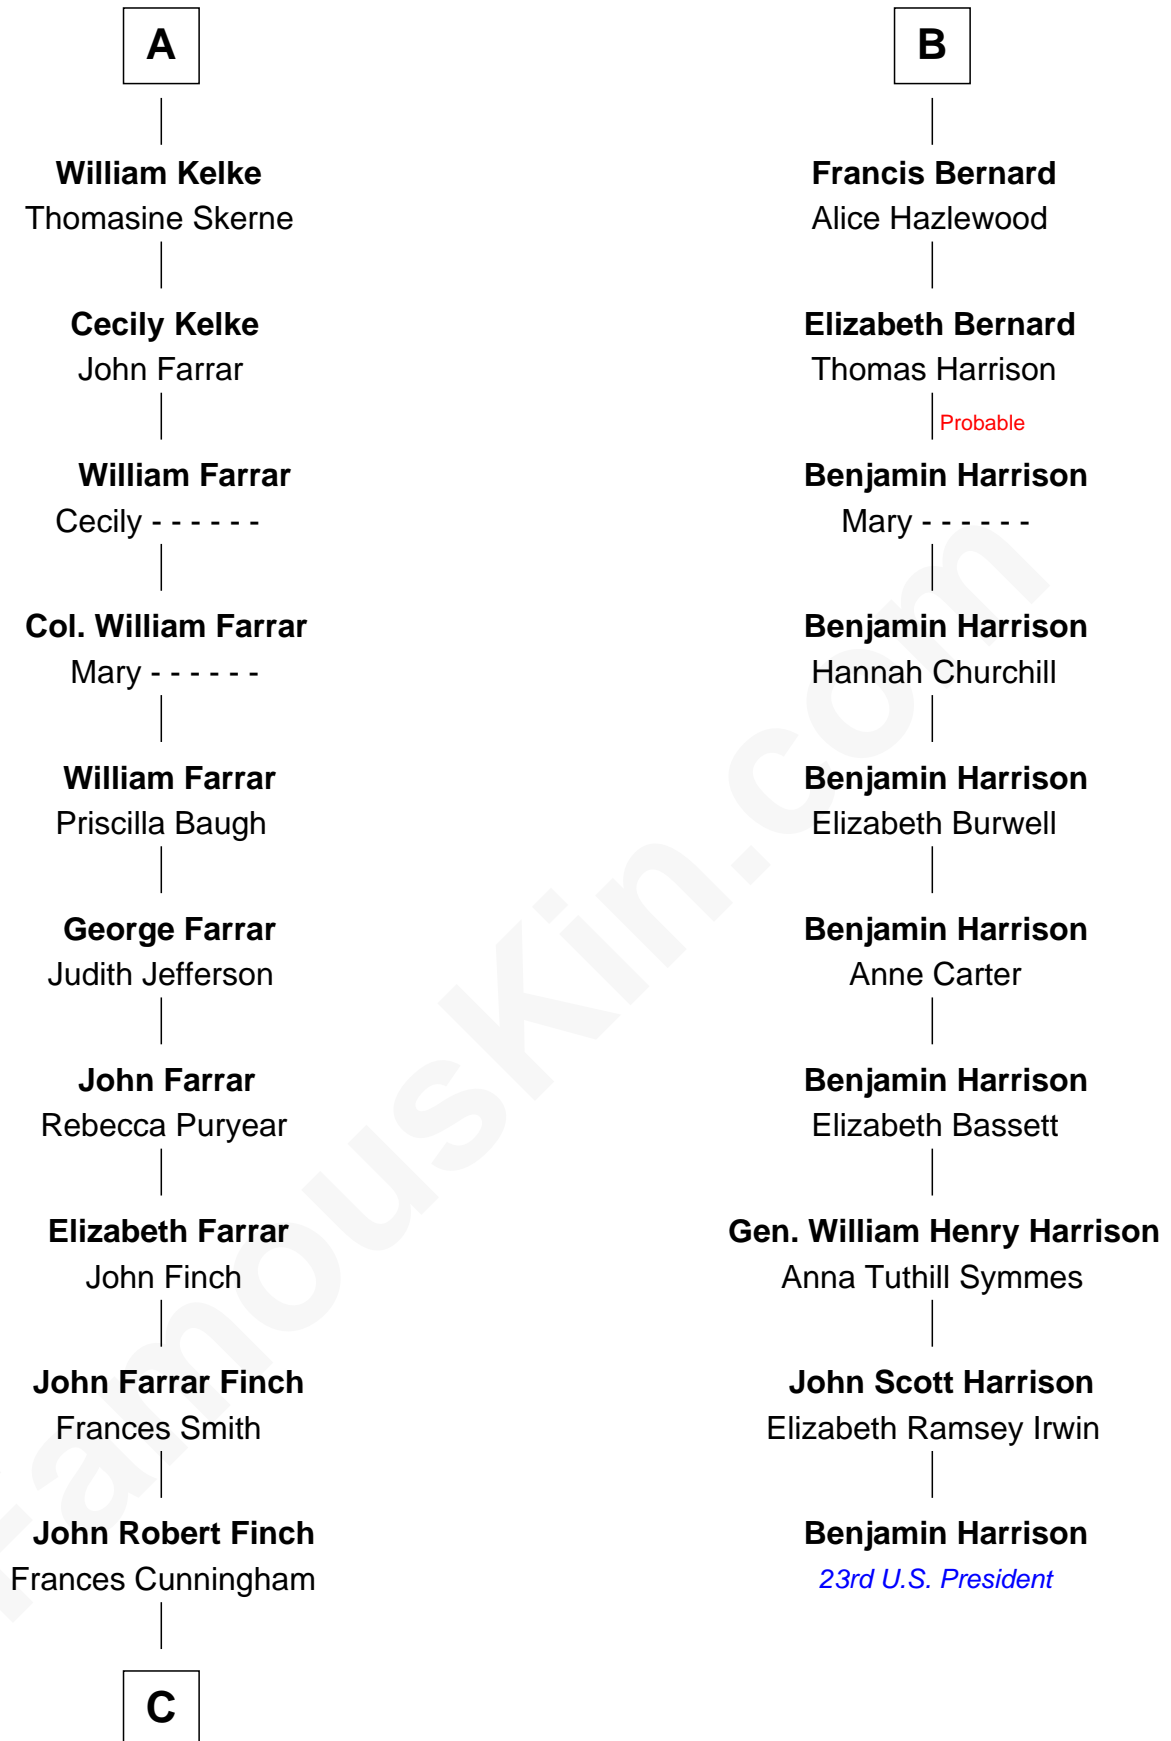 A
William Kelke
Thomasine Skerne
Cecily Kelke
John Farrar
William Farrar
Cecily - - - - - -
Col. William Farrar
Mary - - - - - -
William Farrar
Priscilla Baugh
George Farrar
Judith Jefferson
John Farrar
Rebecca Puryear
Elizabeth Farrar
John Finch
John Farrar Finch
Frances Smith
John Robert Finch
Frances Cunningham
C
B
Francis Bernard
Alice Hazlewood
Elizabeth Bernard
Thomas Harrison
Probable
Benjamin Harrison
Mary - - - - - -
Benjamin Harrison
Hannah Churchill
Benjamin Harrison
Elizabeth Burwell
Benjamin Harrison
Anne Carter
Benjamin Harrison
Elizabeth Bassett
Gen. William Henry Harrison
Anna Tuthill Symmes
John Scott Harrison
Elizabeth Ramsey Irwin
Benjamin Harrison
23rd U.S. President
FamousKin.com